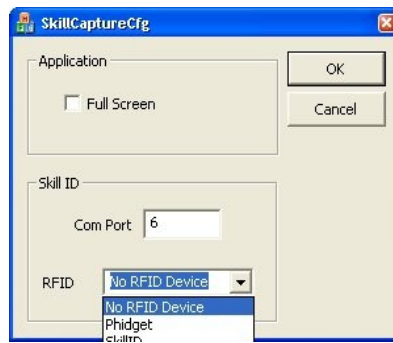 SkillCaptureCfg
Application
Full Screen
OK
Cancel
Skill ID
Com Port 6
RFID No RFID Device
No RFID Device
Phidget
SkillID